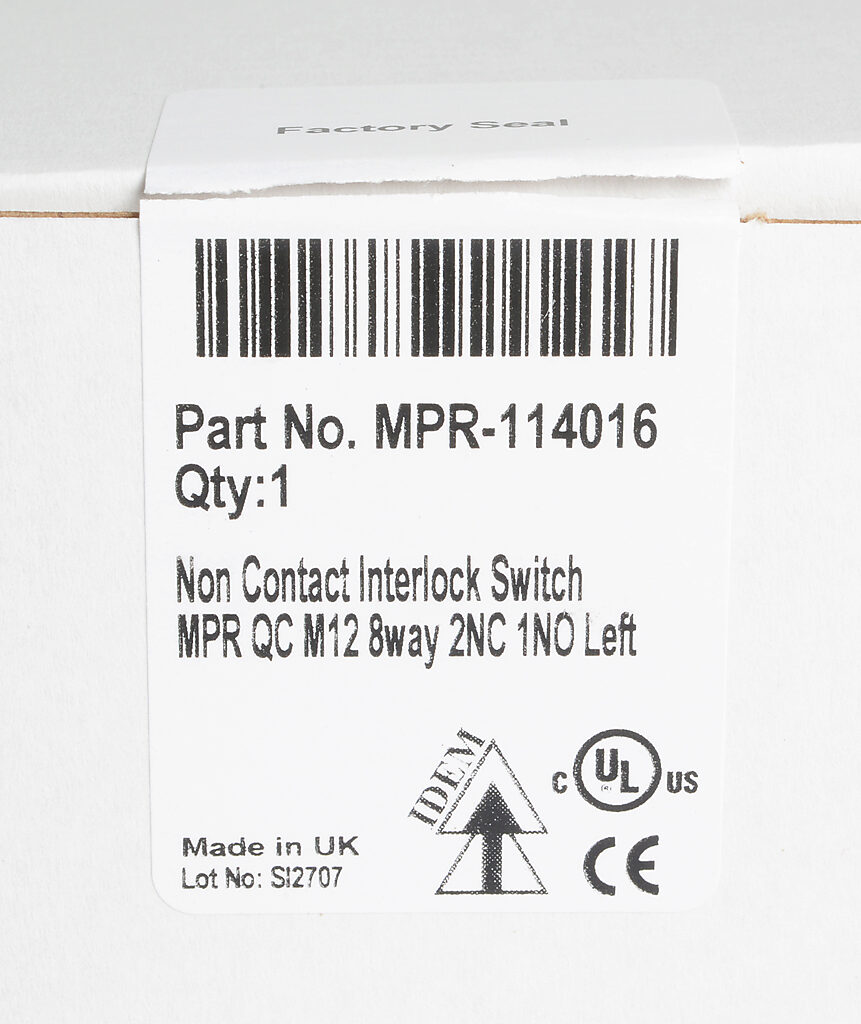 Factory Seal
Part No. MPR-114016
Qty:1
Non Contact Interlock Switch
MPR QC M12 8way 2NC 1NO Left
IDEM
C UL US
®
CE
Made in UK
Lot No: SI2707